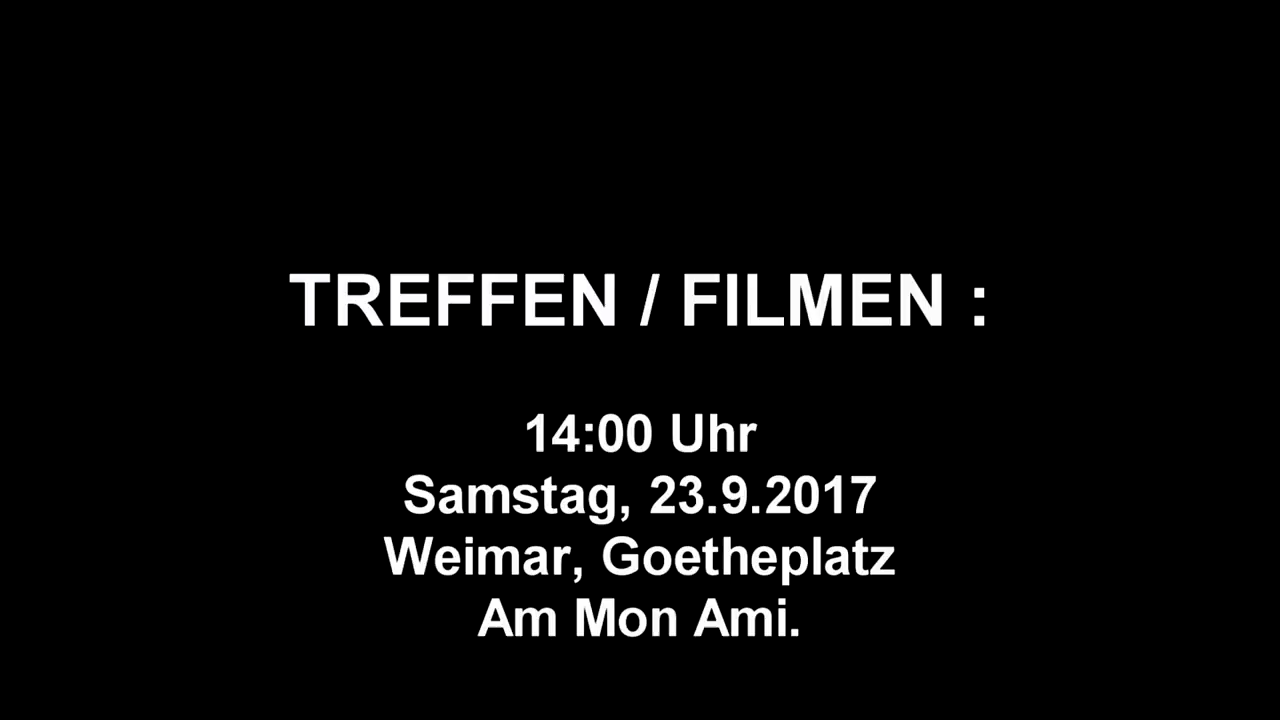 TREFFEN / FILMEN :
14:00 Uhr
Samstag, 23.9.2017
Weimar, Goetheplatz
Am Mon Ami.